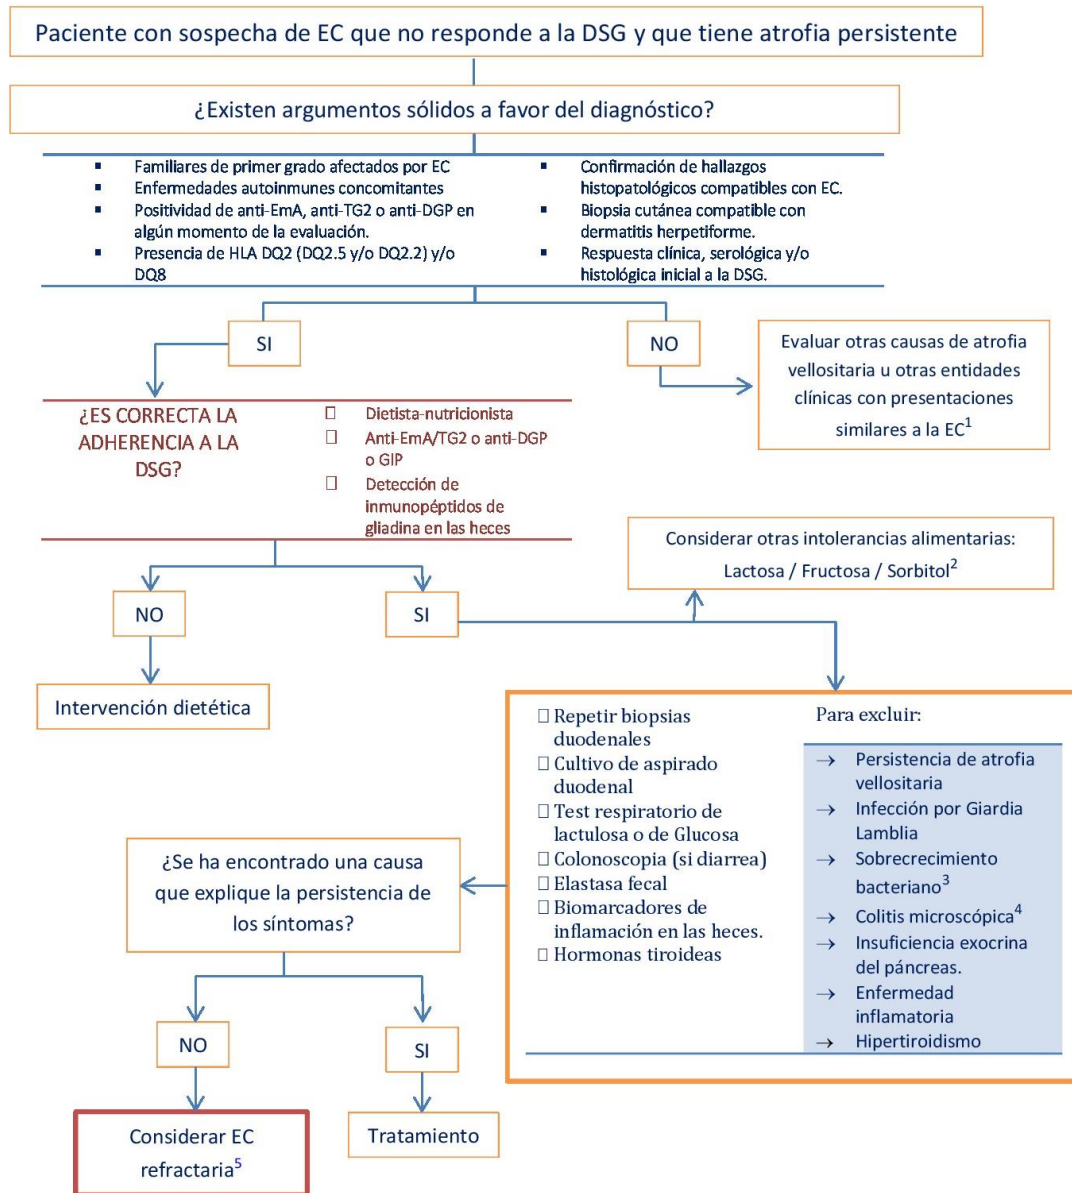 Paciente con sospecha de EC que no responde a la DSG y que tiene atrofia persistente
¿Existen argumentos sólidos a favor del diagnóstico?
▪ Familiares de primer grado afectados por EC
▪ Enfermedades autoinmunes concomitantes
▪ Positividad de anti-EmA, anti-TG2 o anti-DGP en
algún momento de la evaluación.
▪ Presencia de HLA DQ2 (DQ2.5 y/o DQ2.2) y/o
DQ8
▪ Confirmación de hallazgos
histopatológicos compatibles con EC.
▪ Biopsia cutánea compatible con
dermatitis herpetiforme.
▪ Respuesta clínica, serológica y/o
histológica inicial a la DSG.
SI
NO
Evaluar otras causas de atrofia
vellositaria u otras entidades
clínicas con presentaciones
similares a la EC1
¿ES CORRECTA LA
ADHERENCIA A LA
DSG?
□ Dietista-nutricionista
□ Anti-EmA/TG2 o anti-DGP
o GIP
□ Detección de
inmunopéptidos de
gliadina en las heces
Considerar otras intolerancias alimentarias:
Lactosa / Fructosa / Sorbitol2
NO
SI
Intervención dietética
□ Repetir biopsias
duodenales
□ Cultivo de aspirado
duodenal
□ Test respiratorio de
lactulosa o de Glucosa
□ Colonoscopia (si diarrea)
□ Elastasa fecal
□ Biomarcadores de
inflamación en las heces.
□ Hormonas tiroideas
Para excluir:
→ Persistencia de atrofia
vellositaria
→ Infección por Giardia
Lamblia
→ Sobrecrecimiento
bacteriano3
→ Colitis microscópica4
→ Insuficiencia exocrina
del páncreas.
→ Enfermedad
inflamatoria
→ Hipertiroidismo
¿Se ha encontrado una causa
que explique la persistencia de
los síntomas?
NO
SI
Considerar EC
refractaria5
Tratamiento